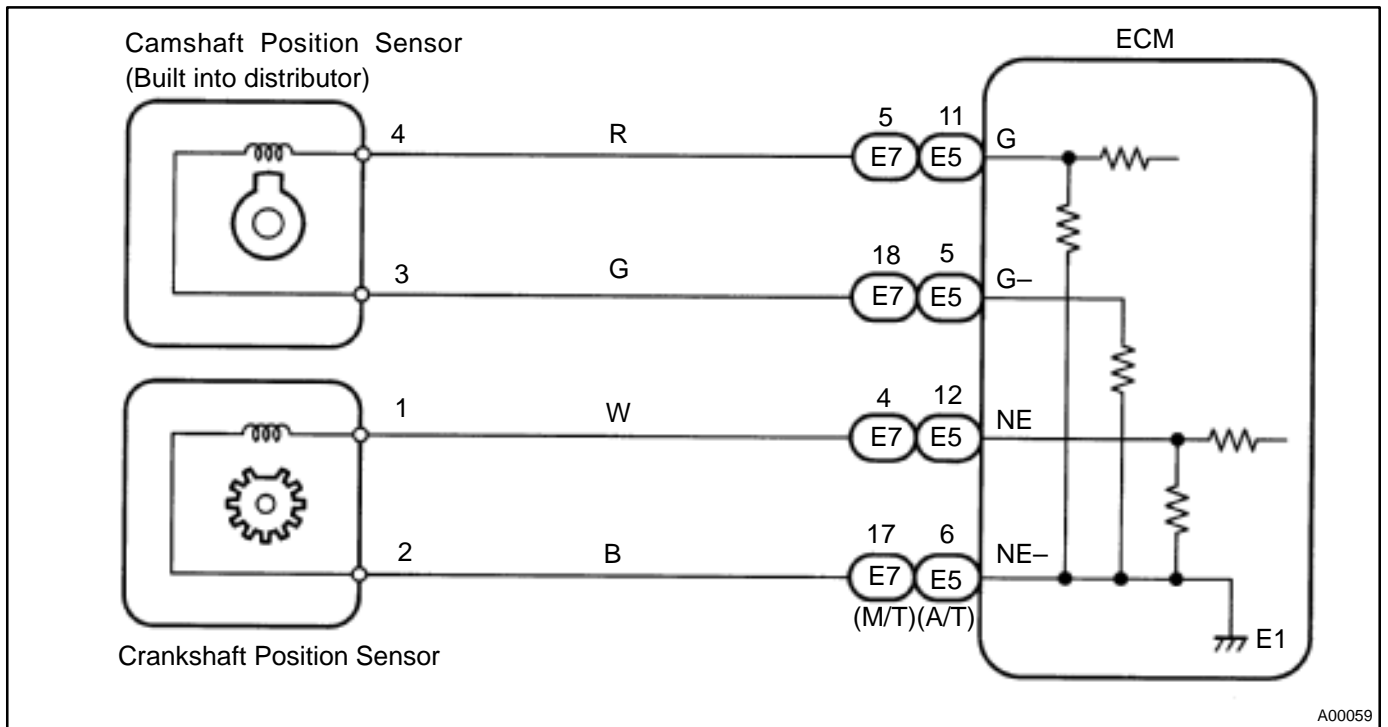 Camshaft Position Sensor
(Built into distributor)
ECM
4 R 5 11 G
E7 E5
3 G 18 5 G–
E7 E5
1 W 4 12 NE
E7 E5
2 B 17 6 NE–
E7 E5
(M/T)(A/T)
E1
Crankshaft Position Sensor
A00059